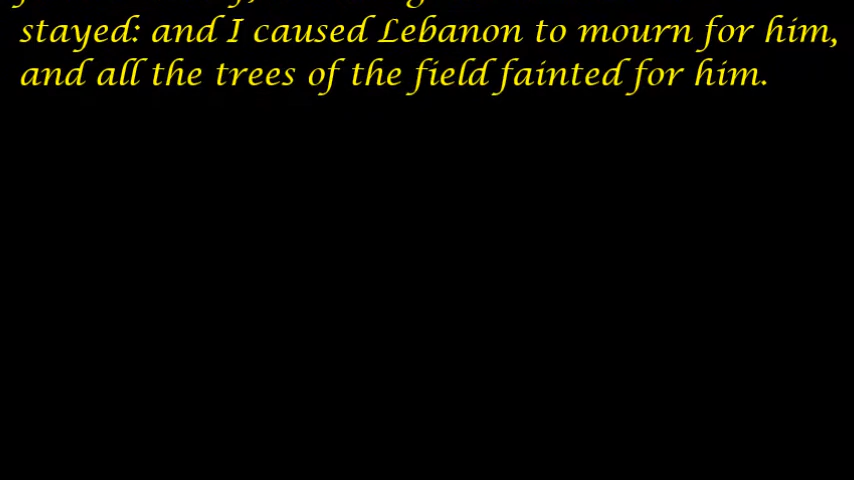 stayed: and I caused Lebanon to mourn for him,
and all the trees of the field fainted for him.